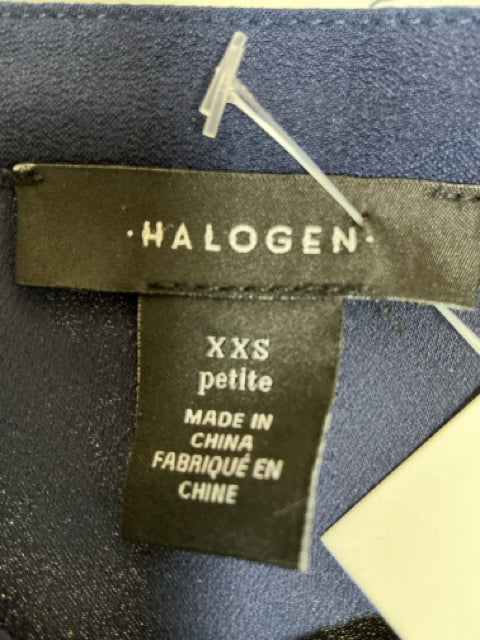 ·HALOGEN·
XXS
petite
MADE IN
CHINA
FABRIQUÉ EN
CHINE